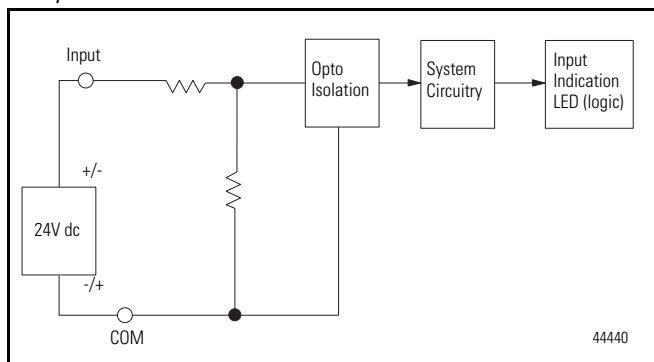 Input
Opto
Isolation
System
Circuitry
Input
Indication
LED (logic)
+/-
24V dc
-/+
COM
44440